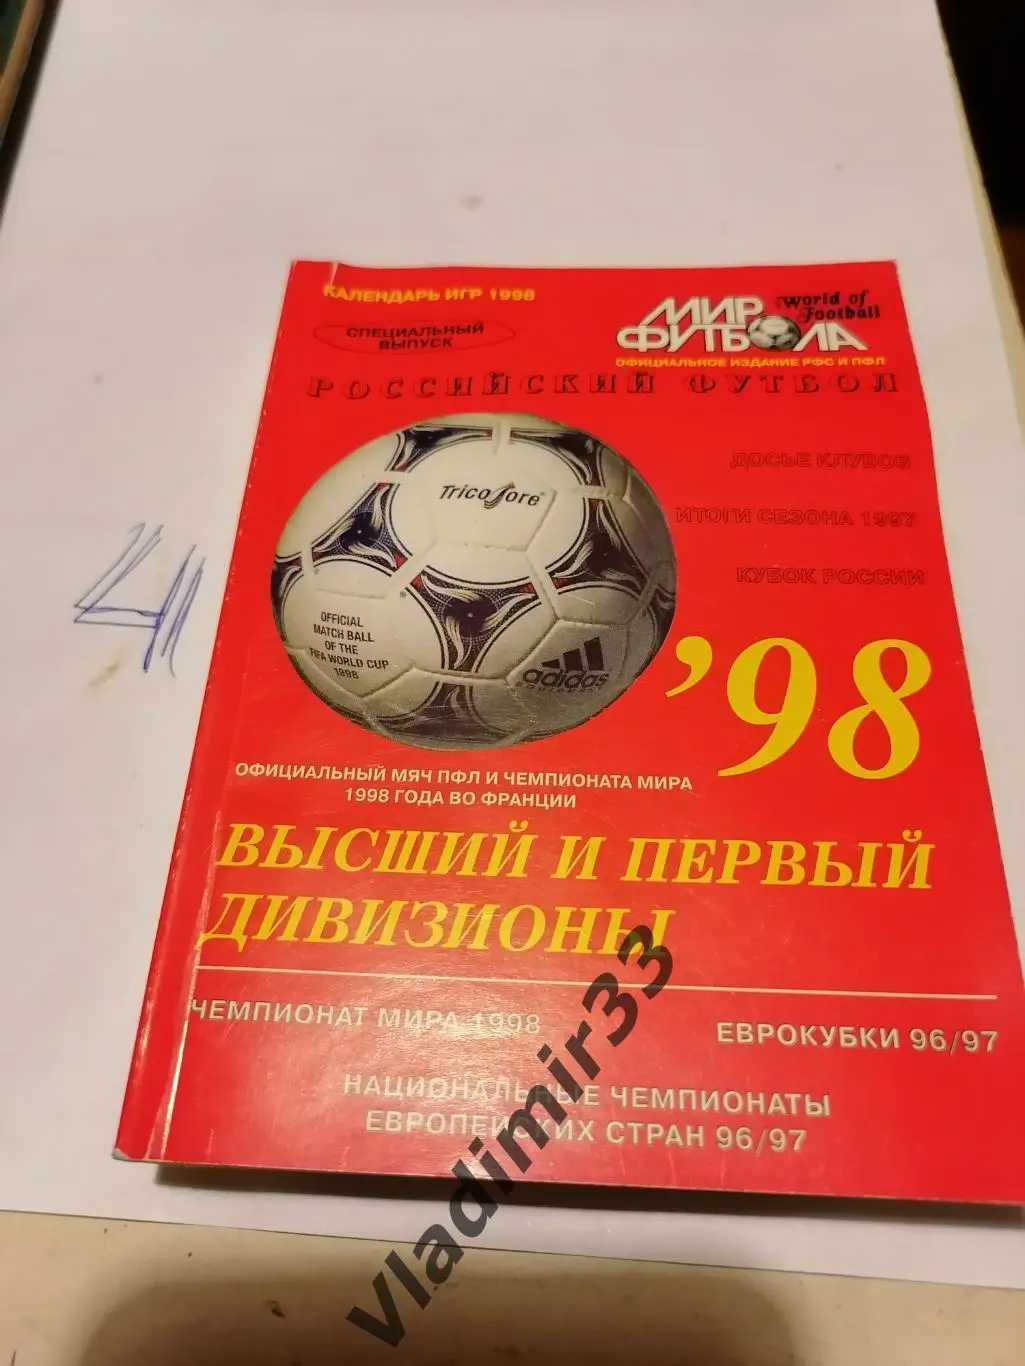 КАЛЕНДАРЬ ИГР 1998
СПЕЦИАЛЬНЫЙ
ВЫПУСК
МИР
ФУТБОЛА
World of
Football
ОФИЦИАЛЬНОЕ ИЗДАНИЕ РФС И ПФЛ
РОССИЙСКИЙ ФУТБОЛ
ДОСЬЕ КЛУБОВ
ИТОГИ СЕЗОНА 1997
КУБОК РОССИИ
Tricolore
OFFICIAL
MATCH BALL
OF THE
FIFA WORLD CUP
1998
adidas
EQUIPMENT
'98
ОФИЦИАЛЬНЫЙ МЯЧ ПФЛ И ЧЕМПИОНАТА МИРА
1998 ГОДА ВО ФРАНЦИИ
ВЫСШИЙ И ПЕРВЫЙ
ДИВИЗИОНЫ
ЧЕМПИОНАТ МИРА 1998
ЕВРОКУБКИ 96/97
НАЦИОНАЛЬНЫЕ ЧЕМПИОНАТЫ
ЕВРОПЕЙСКИХ СТРАН 96/97
vladimir33